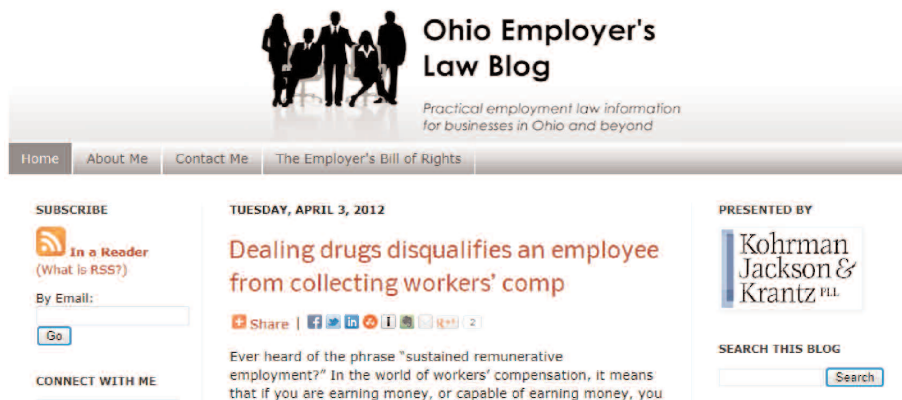 Ohio Employer's
Law Blog
Practical employment law information
for businesses in Ohio and beyond
Home
About Me
Contact Me
The Employer's Bill of Rights
SUBSCRIBE
In a Reader
(What is RSS?)
By Email:
Go
CONNECT WITH ME
TUESDAY, APRIL 3, 2012
Dealing drugs disqualifies an employee
from collecting workers' comp
Share |
2
Ever heard of the phrase “sustained remunerative
employment?” In the world of workers' compensation, it means
that if you are earning money, or capable of earning money, you
PRESENTED BY
Kohrman
Jackson &
Krantz PLL
SEARCH THIS BLOG
Search